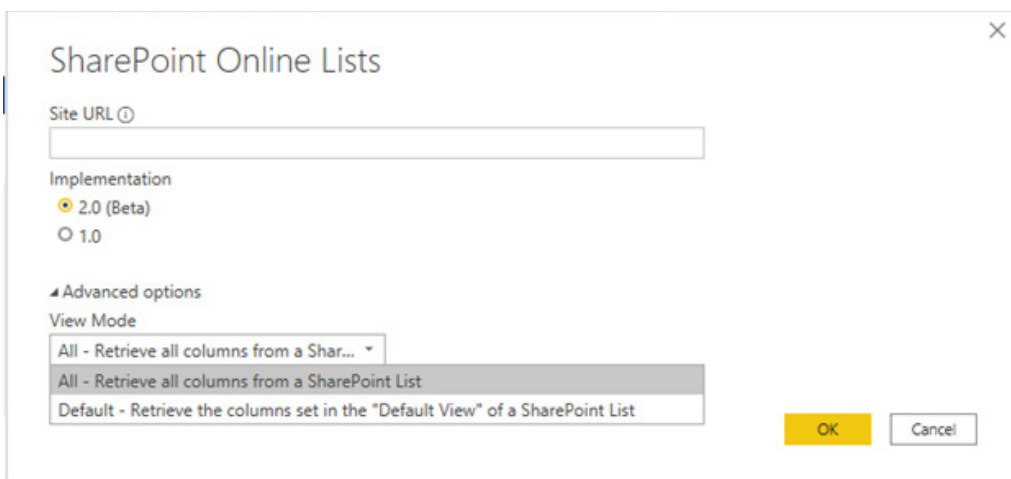 SharePoint Online Lists
Site URL
Implementation
2.0 (Beta)
1.0
Advanced options
View Mode
All - Retrieve all columns from a Shar...
All - Retrieve all columns from a SharePoint List
Default - Retrieve the columns set in the "Default View" of a SharePoint List
OK Cancel